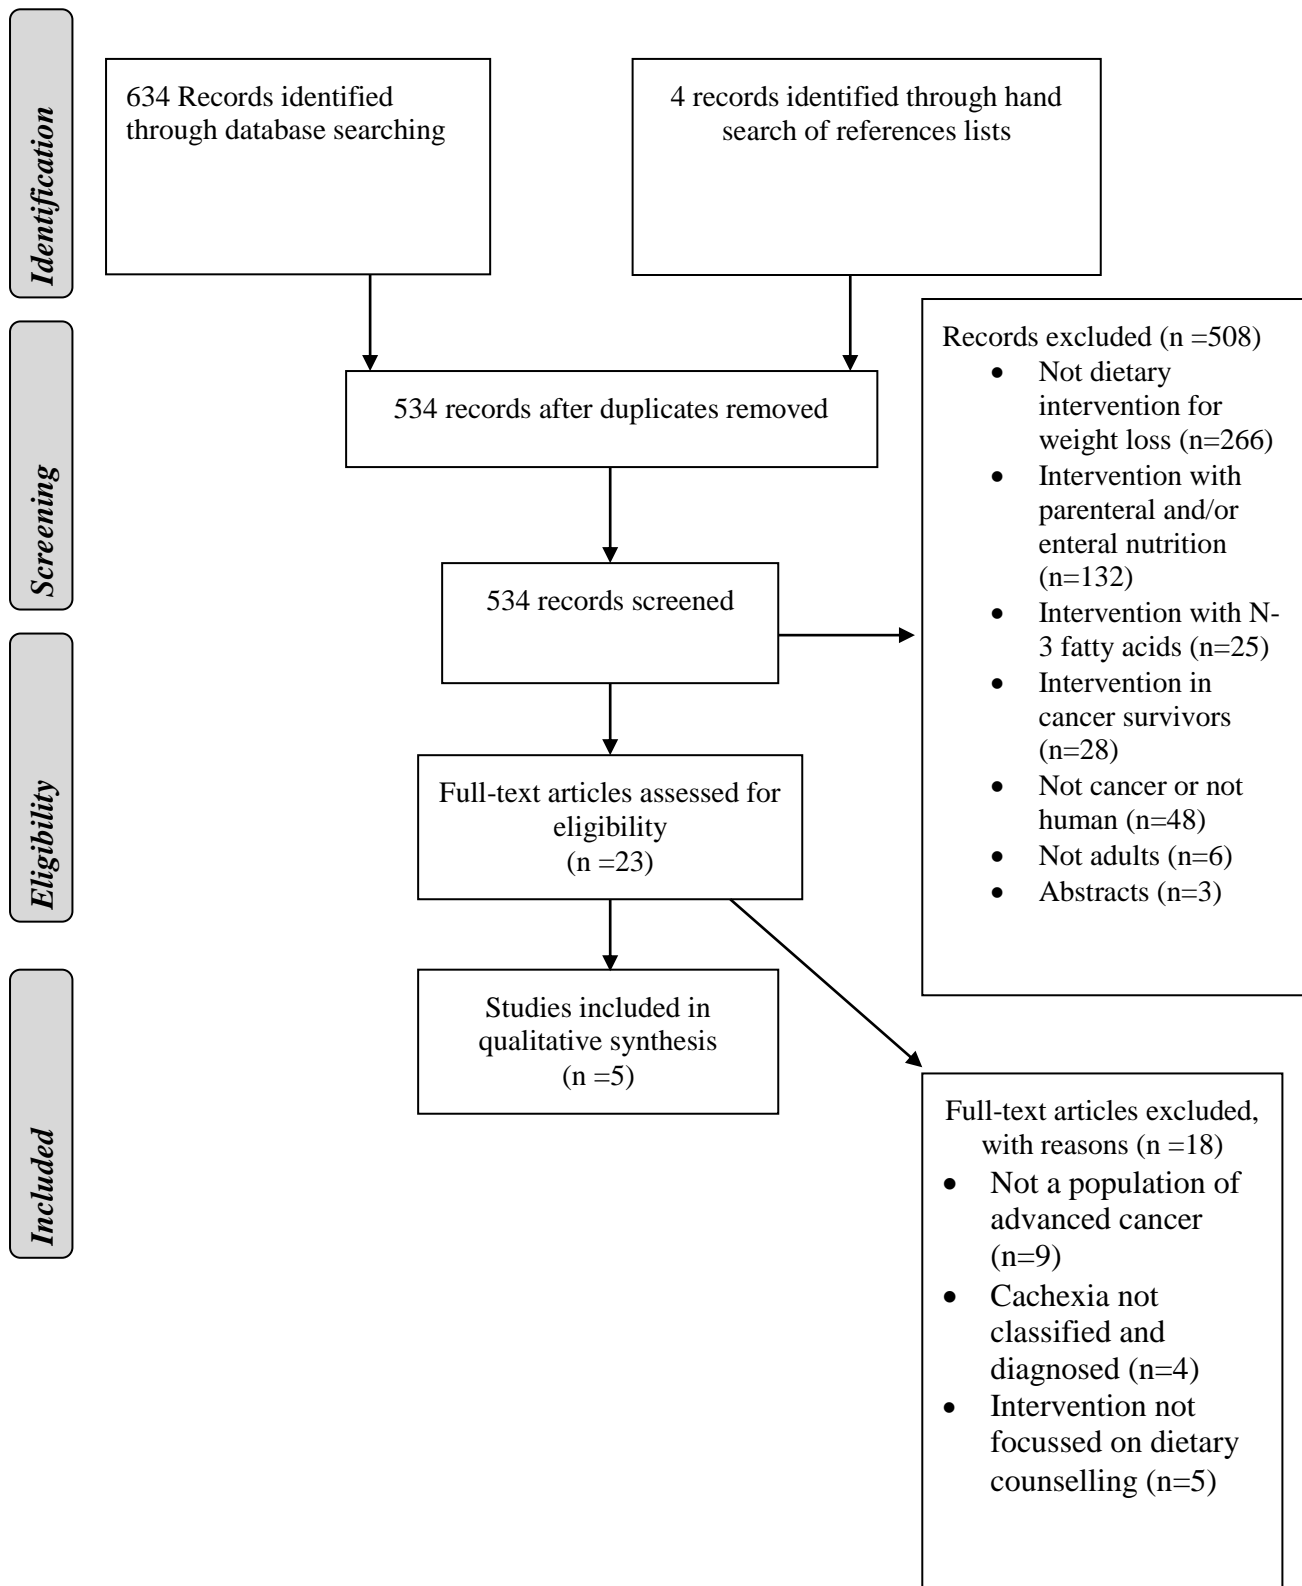 Identification
634 Records identified
through database searching
4 records identified through hand
search of references lists
Screening
534 records after duplicates removed
534 records screened
Records excluded (n =508)
• Not dietary
intervention for
weight loss (n=266)
• Intervention with
parenteral and/or
enteral nutrition
(n=132)
• Intervention with N-
3 fatty acids (n=25)
• Intervention in
cancer survivors
(n=28)
• Not cancer or not
human (n=48)
• Not adults (n=6)
• Abstracts (n=3)
Eligibility
Full-text articles assessed for
eligibility
(n =23)
Included
Studies included in
qualitative synthesis
(n =5)
Full-text articles excluded,
with reasons (n =18)
• Not a population of
advanced cancer
(n=9)
• Cachexia not
classified and
diagnosed (n=4)
• Intervention not
focussed on dietary
counselling (n=5)